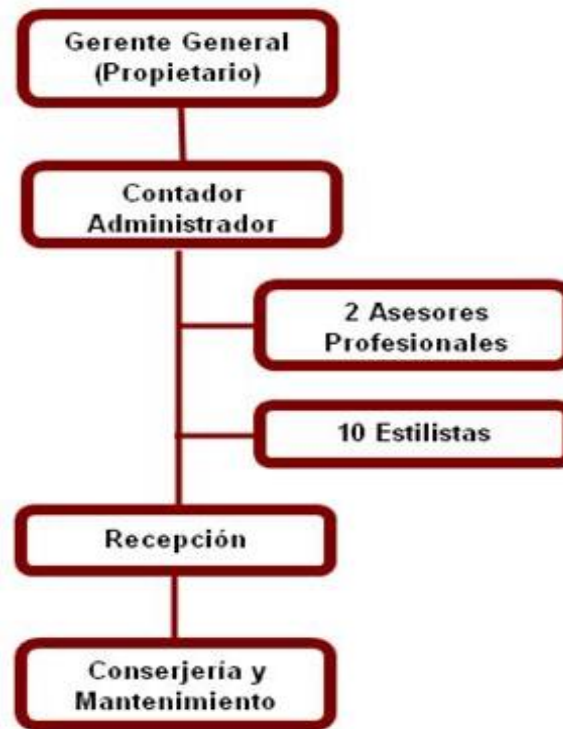 Gerente General
(Propietario)
Contador
Administrador
2 Asesores
Profesionales
10 Estilistas
Recepción
Conserjería y
Mantenimiento